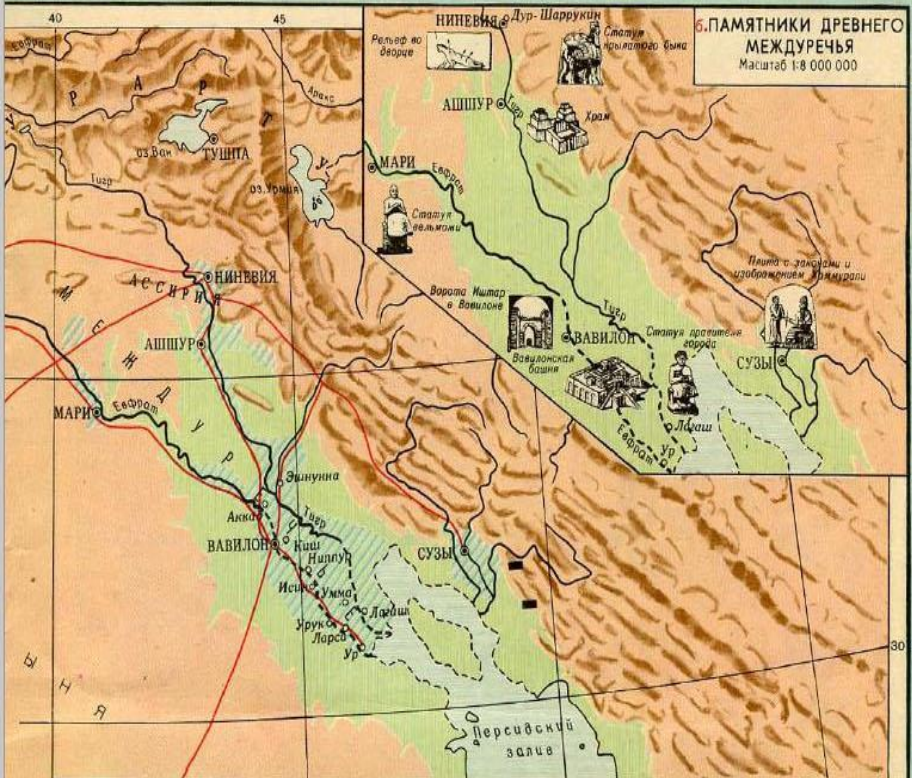 40
45
б. ПАМЯТНИКИ ДРЕВНЕГО
МЕЖДУРЕЧЬЯ
Масштаб 1:8 000 000
НИНЕВИЯ
Дур-Шаррукин
Рельеф во
дворце
Статуя
крылатого быка
АШШУР
Тигр
Храм
МАРИ
Евфрат
Статуя
вельможи
Плита с законами и
изображением Хаммурапи
Ворота Иштар
в Вавилоне
Тигр
ВАВИЛОН
Статуя правителя
города
Вавилонская
башня
СУЗЫ
Лагаш
Ур
Евфрат
Евфрат
Аракс
У Р А Р Т У
оз.Ван
ТУШПА
оз.Урмия
Тигр
НИНЕВИЯ
АССИРИЯ
АШШУР
М Е Ж Д У Р
МАРИ
Евфрат
Эшнунна
Аккад
Тигр
ВАВИЛОН
Киш
Ниппур
СУЗЫ
Исин
Умма
Лагаш
Урук
Ларса
Ур
30
Ы Н Я
Персидский
залив